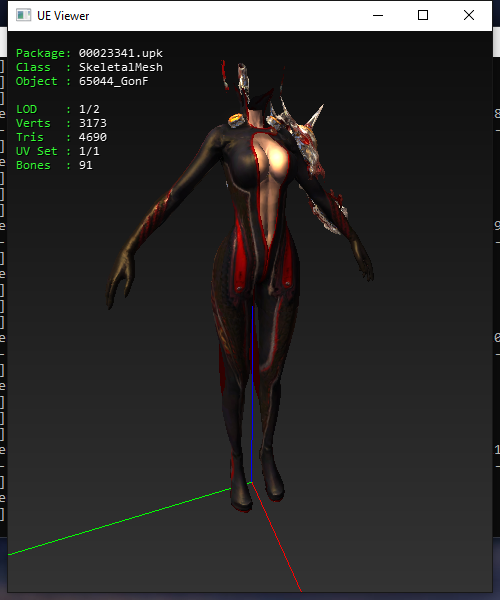 UE Viewer
Package: 00023341.upk
Class : SkeletalMesh
Object : 65044_GonF
LOD : 1/2
Verts : 3173
Tris : 4690
UV Set : 1/1
Bones : 91